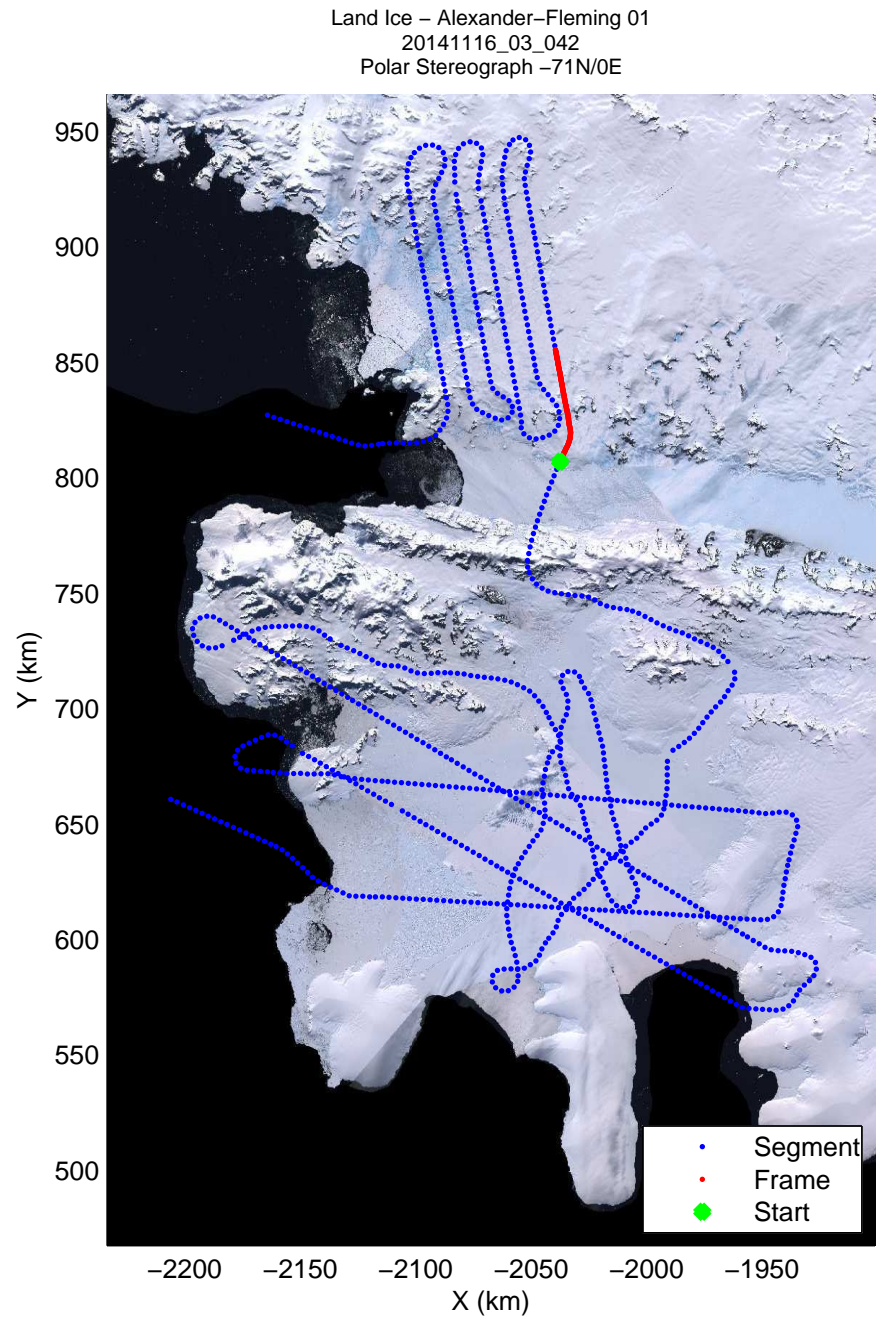 Land Ice − Alexander−Fleming 01
20141116_03_042
Polar Stereograph −71N/0E
950
900
850
800
750
700
650
600
550
500
Y (km)
Segment
Frame
Start
−2200 −2150 −2100 −2050 −2000 −1950
X (km)